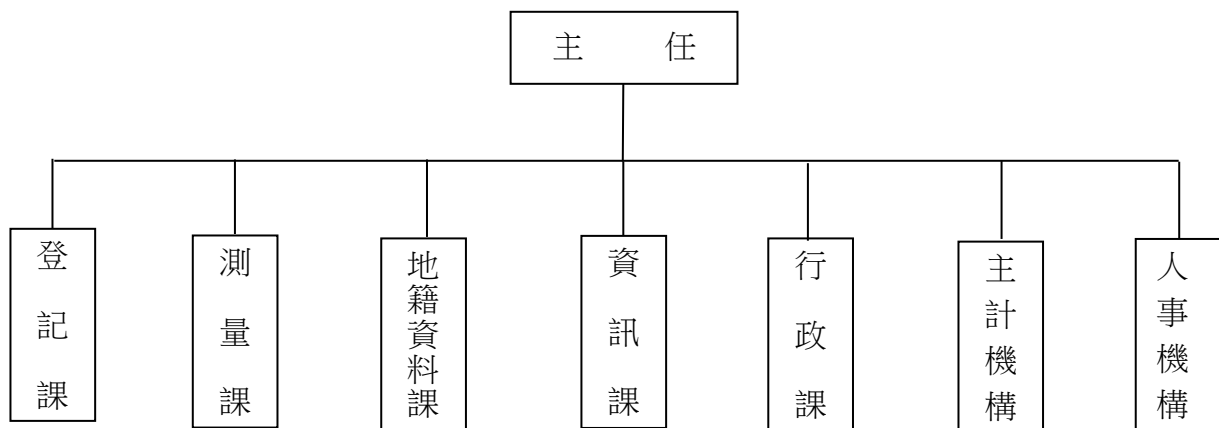 主任
登記課
測量課
地籍資料課
資訊課
行政課
主計機構
人事機構